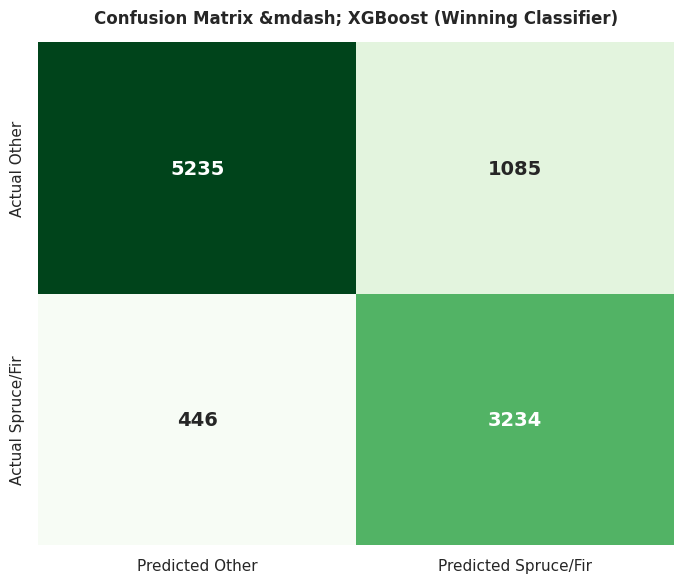 Confusion Matrix &mdash; XGBoost (Winning Classifier)
Actual Other
5235
1085
Actual Spruce/Fir
446
3234
Predicted Other
Predicted Spruce/Fir